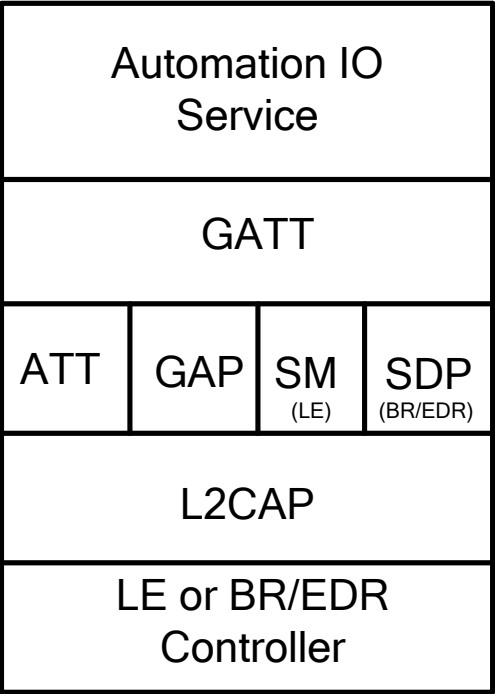 Automation IO
Service
GATT
ATT GAP SM SDP
(LE) (BR/EDR)
L2CAP
LE or BR/EDR
Controller